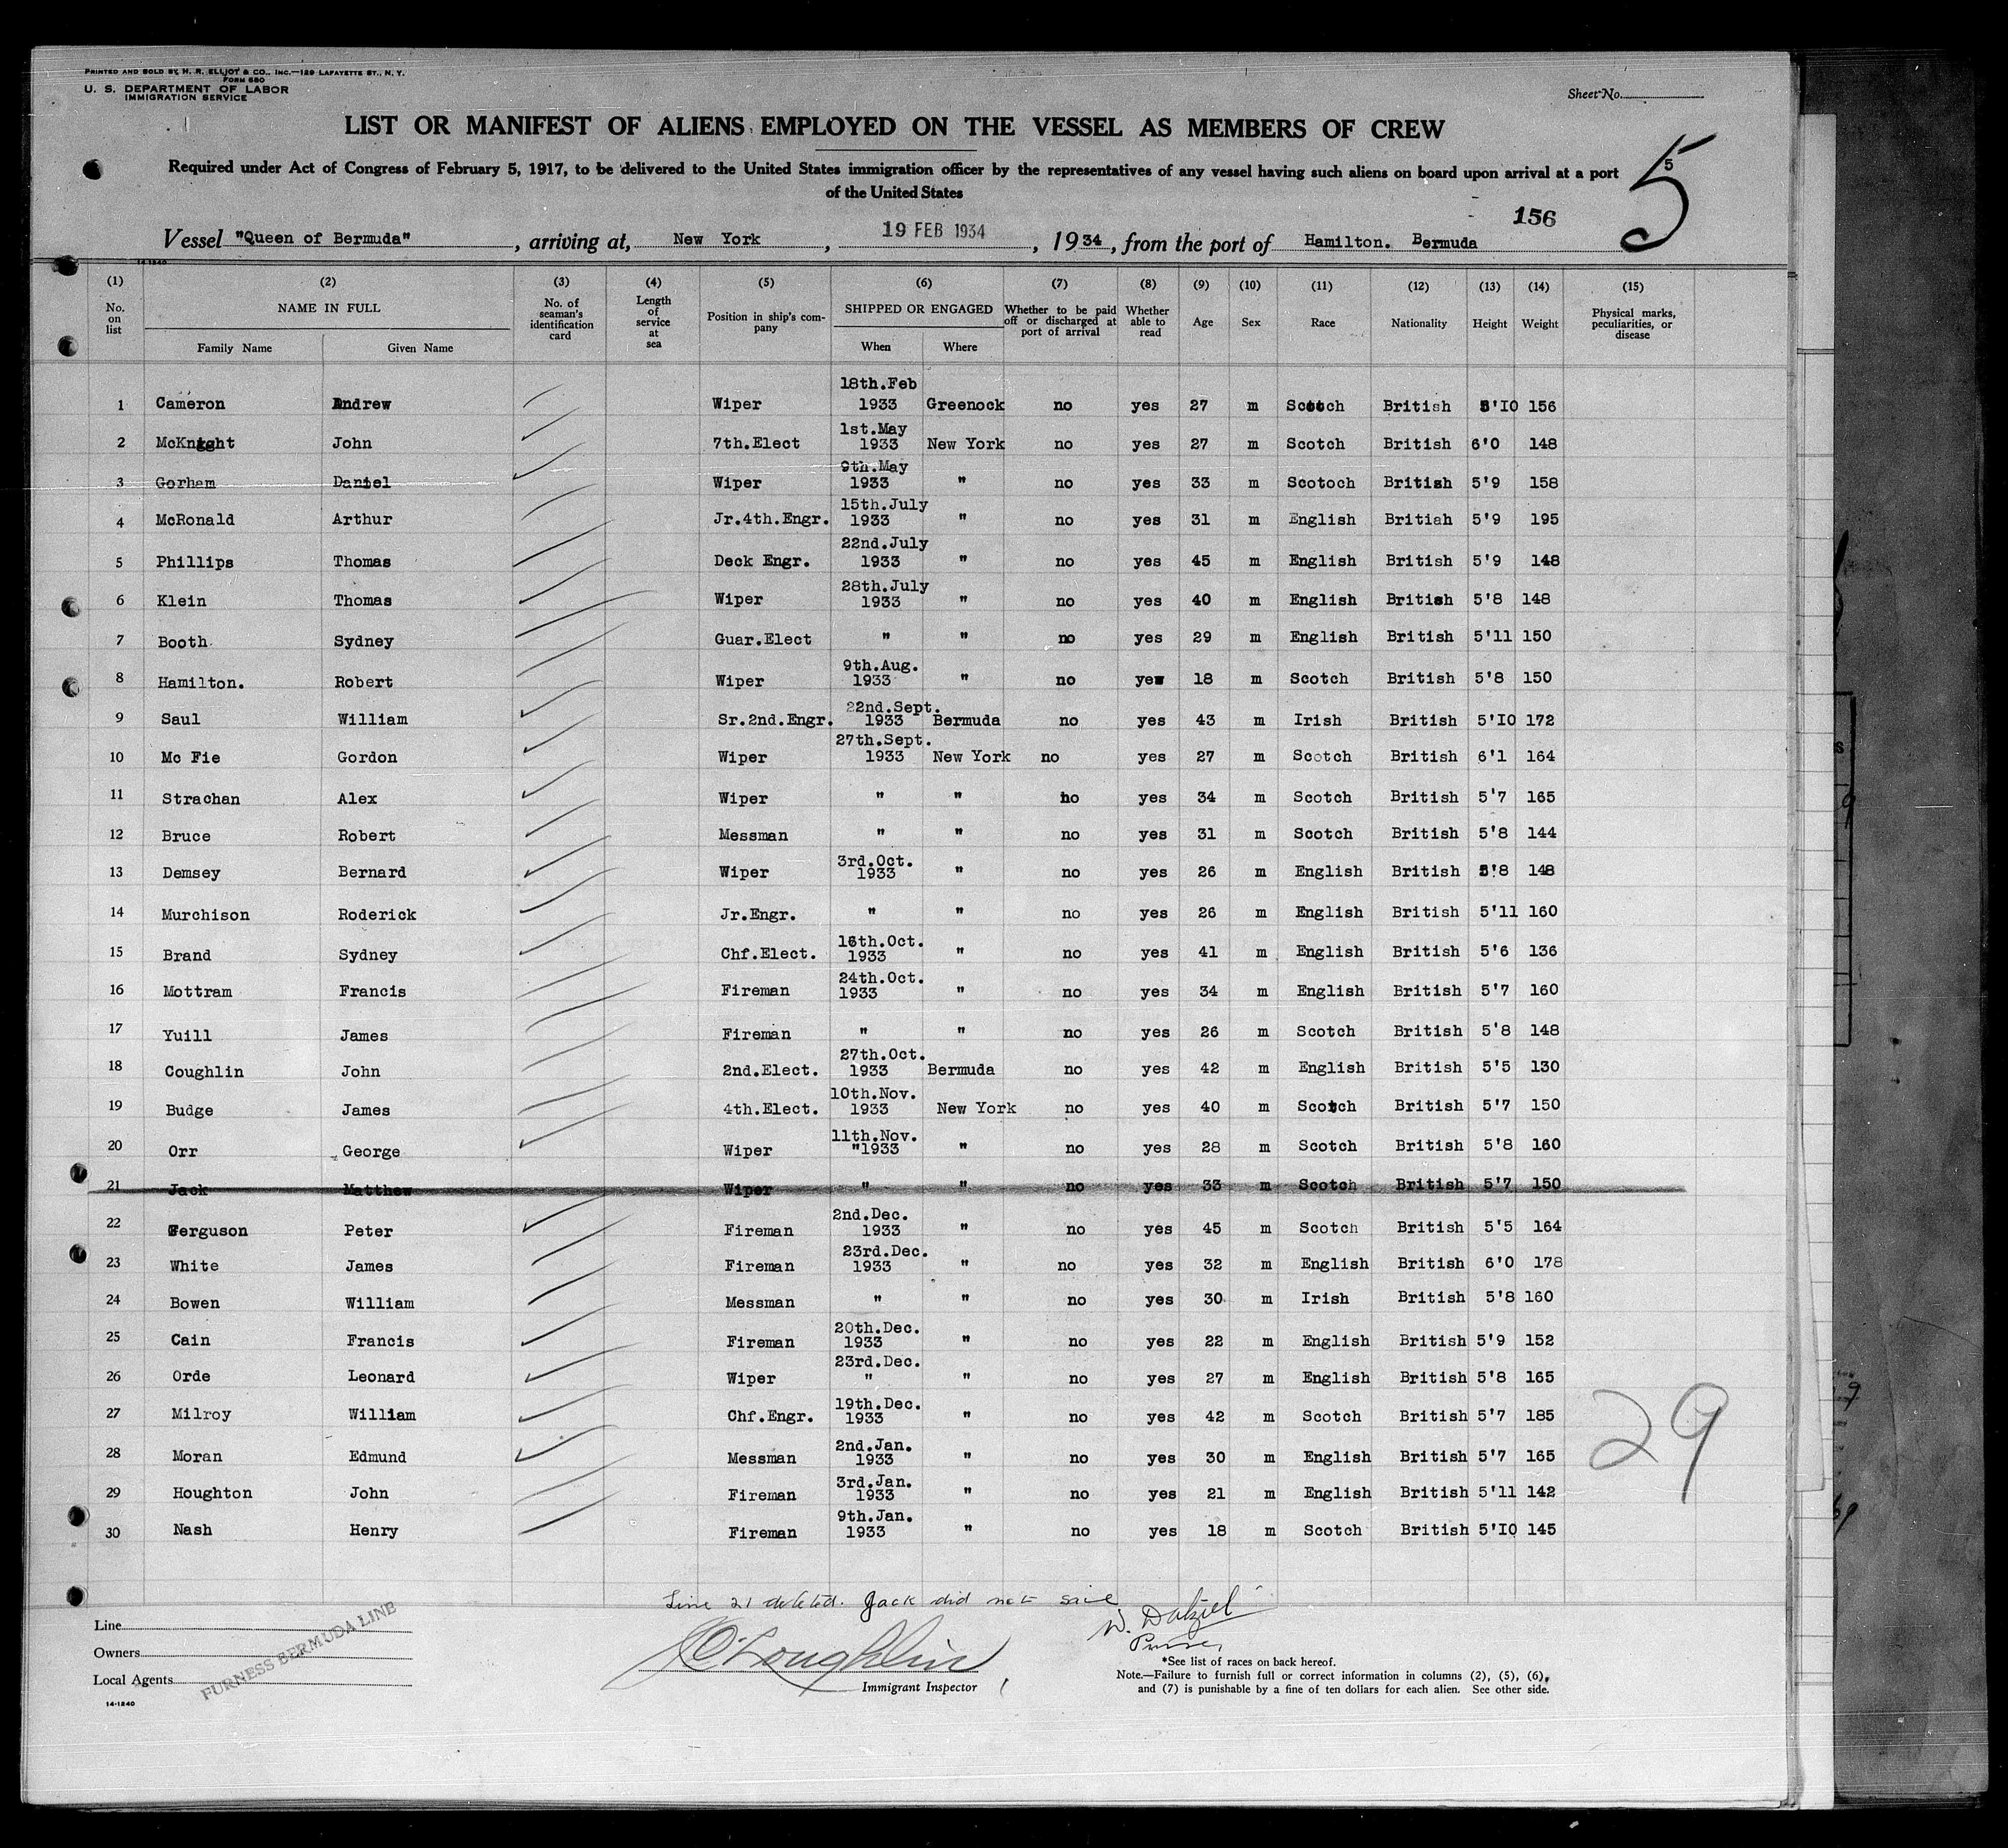 PRINTED AND SOLD BY H. R. ELLIOT & CO., INC.—129 LAFAYETTE ST., N. Y.
FORM 680
U. S. DEPARTMENT OF LABOR
IMMIGRATION SERVICE
Sheet No.
LIST OR MANIFEST OF ALIENS EMPLOYED ON THE VESSEL AS MEMBERS OF CREW
Required under Act of Congress of February 5, 1917, to be delivered to the United States immigration officer by the representatives of any vessel having such aliens on board upon arrival at a port
of the United States
5
5
156
Vessel "Queen of Bermuda" , arriving at, New York , 19 FEB 1934 , 1934 , from the port of Hamilton. Bermuda
14-1240
(1) (2) (3) (4) (5) (6) (7) (8) (9) (10) (11) (12) (13) (14) (15)
No. on list NAME IN FULL Family Name Given Name No. of seaman's identification card Length of service at sea Position in ship's company SHIPPED OR ENGAGED When Where Whether to be paid off or discharged at port of arrival Whether able to read Age Sex Race Nationality Height Weight Physical marks, peculiarities, or disease
1 Cameron Andrew Wiper 18th.Feb 1933 Greenock no yes 27 m Scotch British 5'10 156
2 McKnight John 7th.Elect 1st.May 1933 New York no yes 27 m Scotch British 6'0 148
3 Gorham Daniel Wiper 9th.May 1933 " no yes 33 m Scotoch British 5'9 158
4 McRonald Arthur Jr.4th.Engr. 15th.July 1933 " no yes 31 m English Britiah 5'9 195
5 Phillips Thomas Deck Engr. 22nd.July 1933 " no yes 45 m English British 5'9 148
6 Klein Thomas Wiper 28th.July 1933 " no yes 40 m English British 5'8 148
7 Booth Sydney Guar.Elect " " no yes 29 m English British 5'11 150
8 Hamilton. Robert Wiper 9th.Aug. 1933 " no yew 18 m Scotch British 5'8 150
9 Saul William Sr.2nd.Engr. 22nd.Sept. 1933 Bermuda no yes 43 m Irish British 5'10 172
10 Mc Fie Gordon Wiper 27th.Sept. 1933 New York no yes 27 m Scotch British 6'1 164
11 Strachan Alex Wiper " " no yes 34 m Scotch British 5'7 165
12 Bruce Robert Messman " " no yes 31 m Scotch British 5'8 144
13 Demsey Bernard Wiper 3rd.Oct. 1933 " no yes 26 m English British 5'8 148
14 Murchison Roderick Jr.Engr. " " no yes 26 m English British 5'11 160
15 Brand Sydney Chf.Elect. 16th.Oct. 1933 " no yes 41 m English British 5'6 136
16 Mottram Francis Fireman 24th.Oct. 1933 " no yes 34 m English British 5'7 160
17 Yuill James Fireman " " no yes 26 m Scotch British 5'8 148
18 Coughlin John 2nd.Elect. 27th.Oct. 1933 Bermuda no yes 42 m English British 5'5 130
19 Budge James 4th.Elect. 10th.Nov. 1933 New York no yes 40 m Scotch British 5'7 150
20 Orr George Wiper 11th.Nov. "1933 " no yes 28 m Scotch British 5'8 160
21 Jack Matthew Wiper " " no yes 33 m Scotch British 5'7 150
22 Ferguson Peter Fireman 2nd.Dec. 1933 " no yes 45 m Scotch British 5'5 164
23 White James Fireman 23rd.Dec. 1933 " no yes 32 m English British 6'0 178
24 Bowen William Messman " " no yes 30 m Irish British 5'8 160
25 Cain Francis Fireman 20th.Dec. 1933 " no yes 22 m English British 5'9 152
26 Orde Leonard Wiper 23rd.Dec. " " no yes 27 m English British 5'8 165
27 Milroy William Chf.Engr. 19th.Dec. 1933 " no yes 42 m Scotch British 5'7 185
28 Moran Edmund Messman 2nd.Jan. 1933 " no yes 30 m English British 5'7 165
29 Houghton John Fireman 3rd.Jan. 1933 " no yes 21 m English British 5'11 142
30 Nash Henry Fireman 9th.Jan. 1933 " no yes 18 m Scotch British 5'10 145
29
Line 21 deleted. Jack did not sail
W. Dalziel
Purser
O'Loughlin
Immigrant Inspector
Line
Owners
Local Agents
FURNESS BERMUDA LINE
14-1240
*See list of races on back hereof.
Note.—Failure to furnish full or correct information in columns (2), (5), (6),
and (7) is punishable by a fine of ten dollars for each alien. See other side.